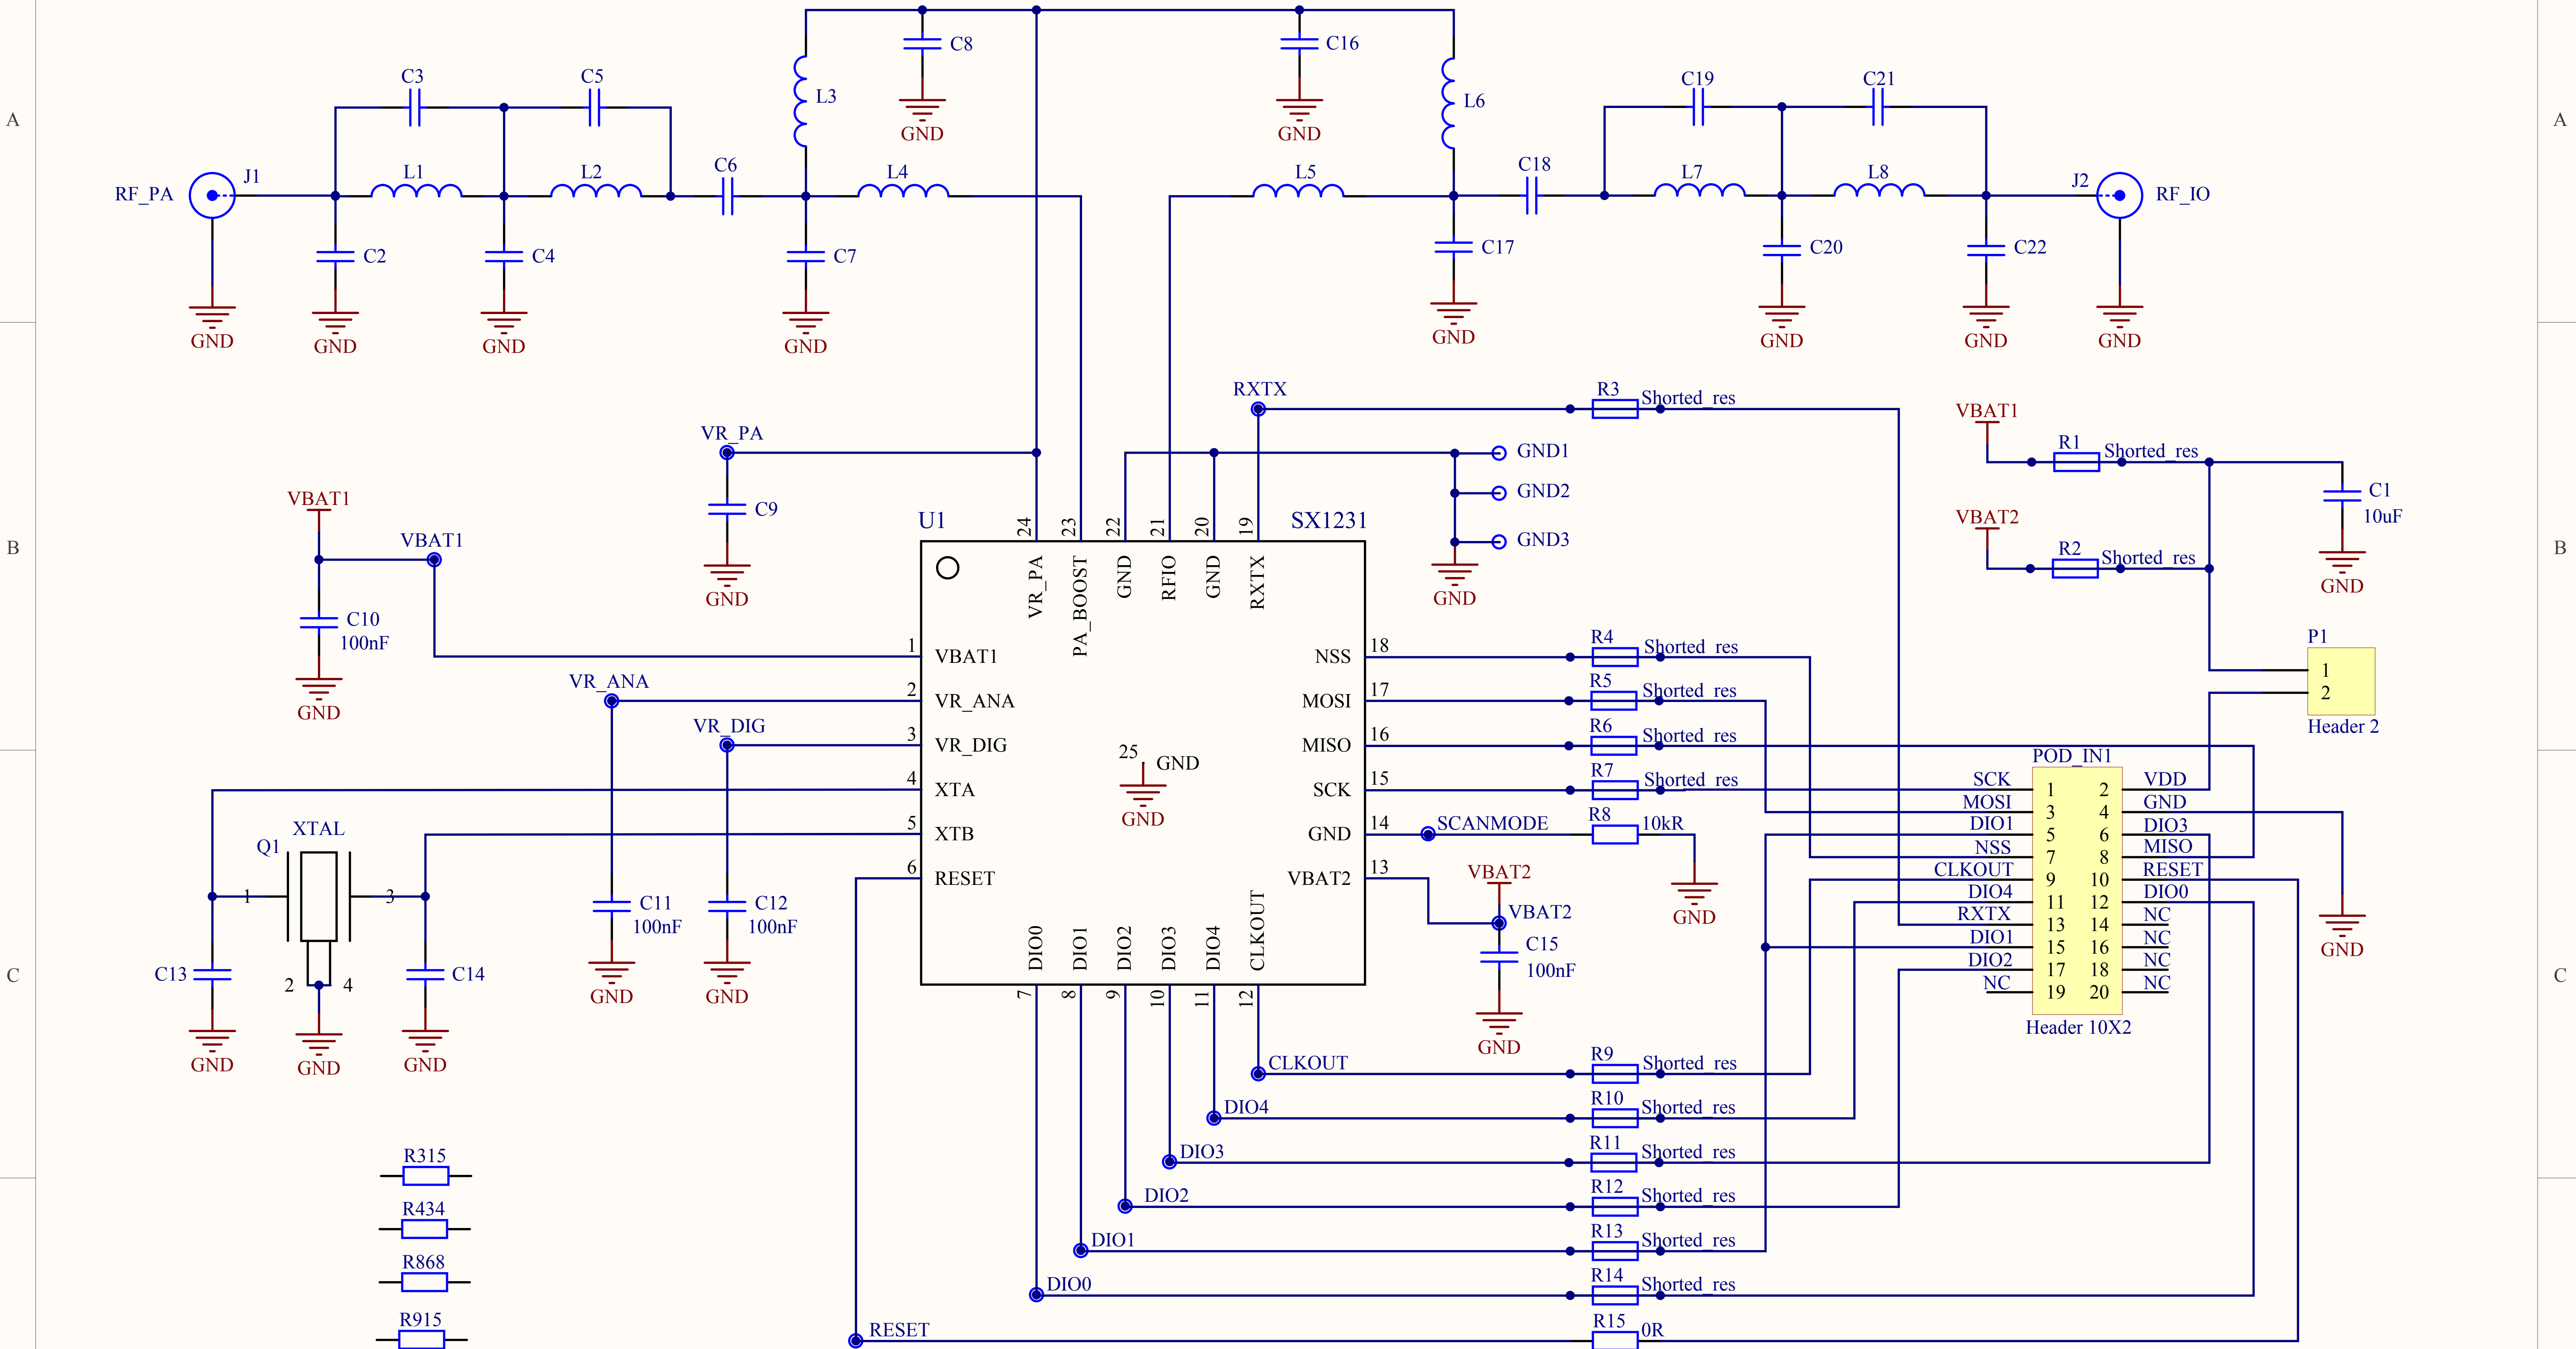 C8
C16
C3
C5
L3
L6
C19
C21
A
A
GND
GND
RF_PA
J1
L1
L2
C6
L4
L5
C18
L7
L8
J2
RF_IO
C2
C4
C7
C17
C20
C22
GND
GND
GND
GND
GND
GND
GND
GND
RXTX
R3
Shorted_res
VR_PA
GND1
GND2
GND3
GND
C9
GND
VBAT1
R1
Shorted_res
VBAT2
R2
Shorted_res
C1
10uF
GND
B
B
VBAT1
VBAT1
C10
100nF
GND
U1
SX1231
24
23
22
21
20
19
VR_PA
PA_BOOST
GND
RFIO
GND
RXTX
1
VBAT1
2
VR_ANA
3
VR_DIG
4
XTA
5
XTB
6
RESET
VR_ANA
VR_DIG
25
GND
GND
NSS
18
MOSI
17
MISO
16
SCK
15
GND
14
VBAT2
13
R4
Shorted_res
R5
Shorted_res
R6
Shorted_res
R7
Shorted_res
SCANMODE
R8
10kR
GND
VBAT2
VBAT2
C15
100nF
GND
P1
1
2
Header 2
POD_IN1
SCK
1
2
VDD
MOSI
3
4
GND
DIO1
5
6
DIO3
NSS
7
8
MISO
CLKOUT
9
10
RESET
DIO4
11
12
DIO0
RXTX
13
14
NC
DIO1
15
16
NC
DIO2
17
18
NC
NC
19
20
NC
Header 10X2
GND
C
C
XTAL
Q1
1
3
2
4
C13
C14
GND
GND
GND
C11
100nF
C12
100nF
GND
GND
DIO0
DIO1
DIO2
DIO3
DIO4
CLKOUT
7
8
9
10
11
12
CLKOUT
R9
Shorted_res
DIO4
R10
Shorted_res
DIO3
R11
Shorted_res
DIO2
R12
Shorted_res
DIO1
R13
Shorted_res
DIO0
R14
Shorted_res
RESET
R15
0R
R315
R434
R868
R915